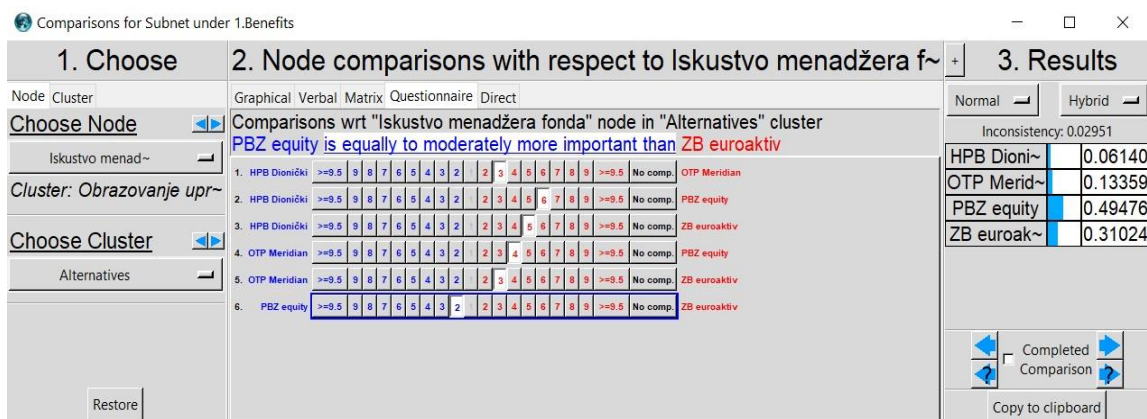 Comparisons for Subnet under 1.Benefits
1. Choose
Node Cluster
Choose Node
Iskustvo menad~
Cluster: Obrazovanje upr~
Choose Cluster
Alternatives
Restore
2. Node comparisons with respect to Iskustvo menadžera f~
Graphical Verbal Matrix Questionnaire Direct
Comparisons wrt "Iskustvo menadžera fonda" node in "Alternatives" cluster
PBZ equity is equally to moderately more important than ZB euroaktiv
1. HPB Dionički >=9.5 9 8 7 6 5 4 3 2 1 2 3 4 5 6 7 8 9 >=9.5 No comp. OTP Meridian
2. HPB Dionički >=9.5 9 8 7 6 5 4 3 2 1 2 3 4 5 6 7 8 9 >=9.5 No comp. PBZ equity
3. HPB Dionički >=9.5 9 8 7 6 5 4 3 2 1 2 3 4 5 6 7 8 9 >=9.5 No comp. ZB euroaktiv
4. OTP Meridian >=9.5 9 8 7 6 5 4 3 2 1 2 3 4 5 6 7 8 9 >=9.5 No comp. PBZ equity
5. OTP Meridian >=9.5 9 8 7 6 5 4 3 2 1 2 3 4 5 6 7 8 9 >=9.5 No comp. ZB euroaktiv
6. PBZ equity >=9.5 9 8 7 6 5 4 3 2 1 2 3 4 5 6 7 8 9 >=9.5 No comp. ZB euroaktiv
+ 3. Results
Normal Hybrid
Inconsistency: 0.02951
HPB Dioni~ 0.06140
OTP Merid~ 0.13359
PBZ equity 0.49476
ZB euroak~ 0.31024
Completed
Comparison
? ?
Copy to clipboard